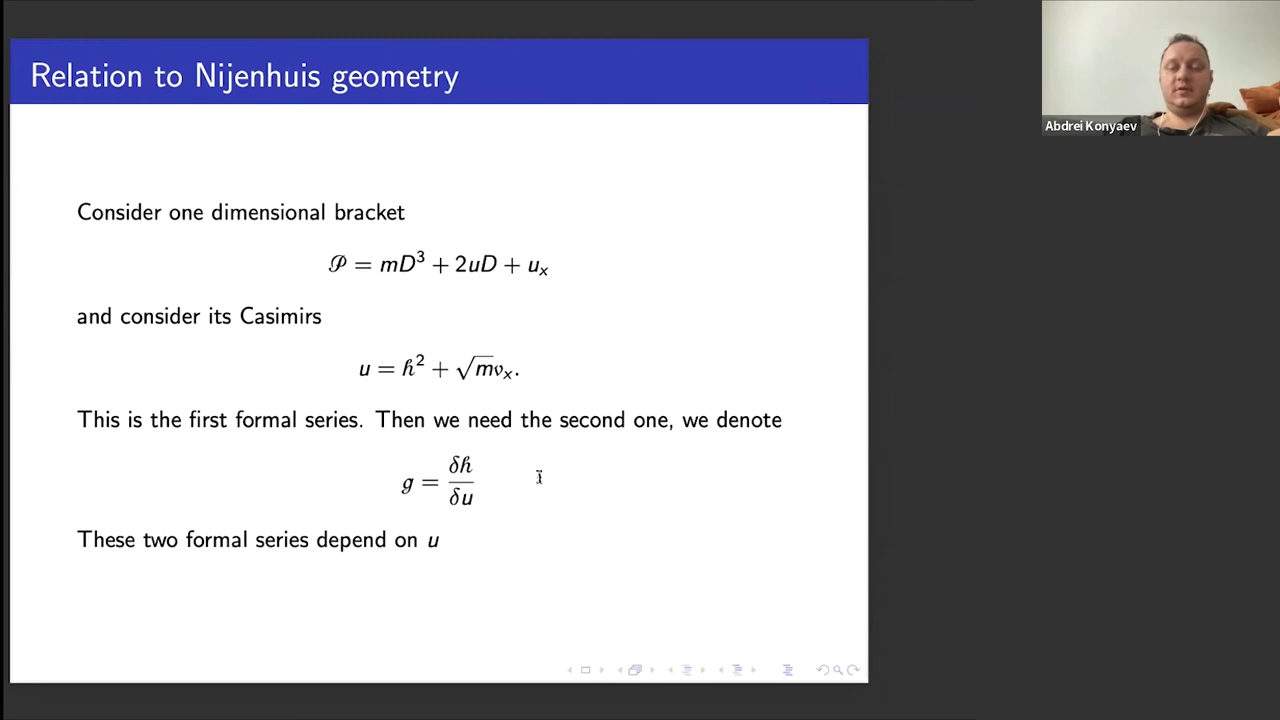 Relation to Nijenhuis geometry
Abdrei Konyaev
Consider one dimensional bracket
𝒫 = mD³ + 2uD + uₓ
and consider its Casimirs
u = ℏ² + √m𝔳ₓ.
This is the first formal series. Then we need the second one, we denote
g = δℏ/δu
These two formal series depend on u